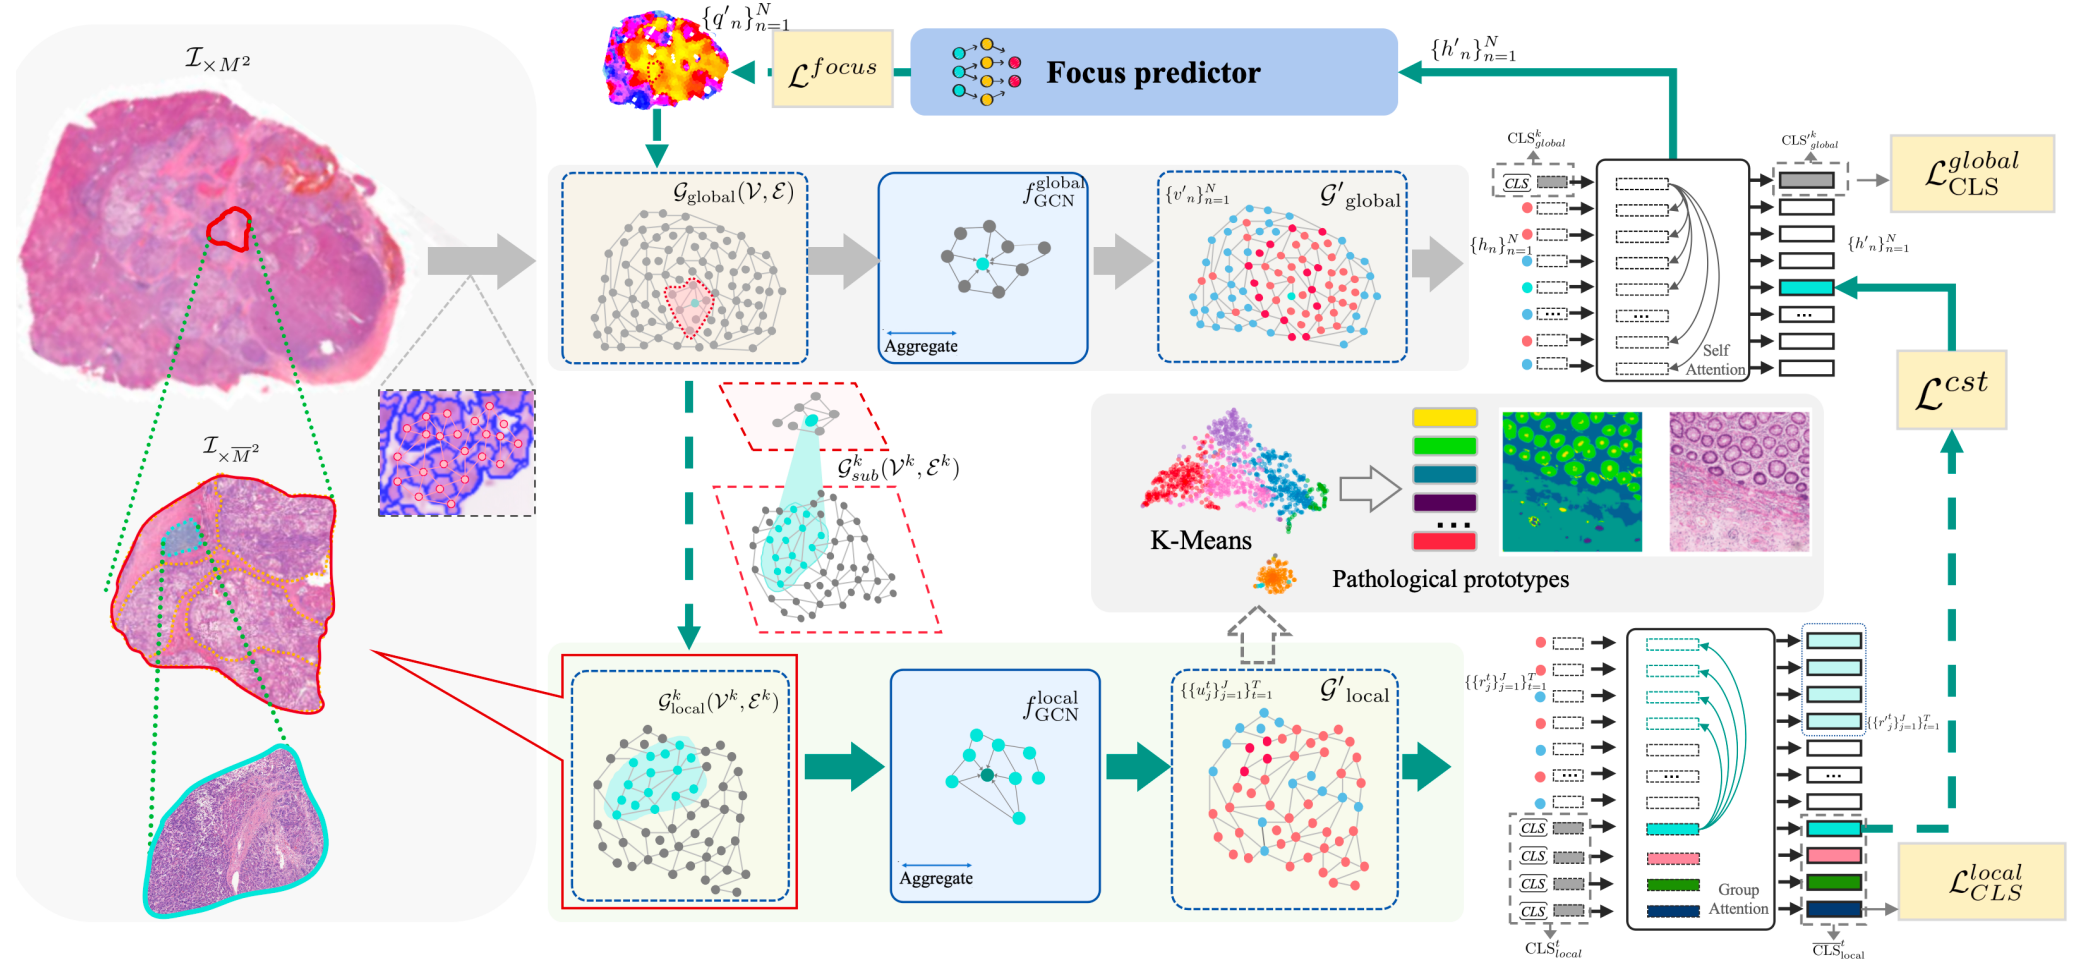 $\mathcal{I}_{\times M^2}$
$\mathcal{I}_{\times \overline{M}^2}$
$\{q'_n\}_{n=1}^N$
$\mathcal{L}^{focus}$
Focus predictor
$\{h'_n\}_{n=1}^N$
$\mathcal{G}_{\text{global}}(\mathcal{V}, \mathcal{E})$
$f_{\text{GCN}}^{\text{global}}$
Aggregate
$\{v'_n\}_{n=1}^N$
$\mathcal{G}'_{\text{global}}$
$\text{CLS}_{global}^k$
CLS
$\{h_n\}_{n=1}^N$
...
...
Self
Attention
$\text{CLS}'^k_{global}$
$\{h'_n\}_{n=1}^N$
...
$\mathcal{L}_{\text{CLS}}^{global}$
$\mathcal{L}^{cst}$
$\mathcal{G}_{sub}^k(\mathcal{V}^k, \mathcal{E}^k)$
K-Means
...
Pathological prototypes
$\mathcal{G}_{\text{local}}^k(\mathcal{V}^k, \mathcal{E}^k)$
$f_{\text{GCN}}^{\text{local}}$
Aggregate
$\{\{u_j^t\}_{j=1}^J\}_{t=1}^T$
$\mathcal{G}'_{\text{local}}$
$\{\{r_j^t\}_{j=1}^J\}_{t=1}^T$
...
CLS
CLS
CLS
CLS
$\text{CLS}_{local}^t$
...
Group
Attention
$\{\{r'^t_j\}_{j=1}^J\}_{t=1}^T$
...
$\overline{\text{CLS}}_{\text{local}}^t$
$\mathcal{L}_{CLS}^{local}$